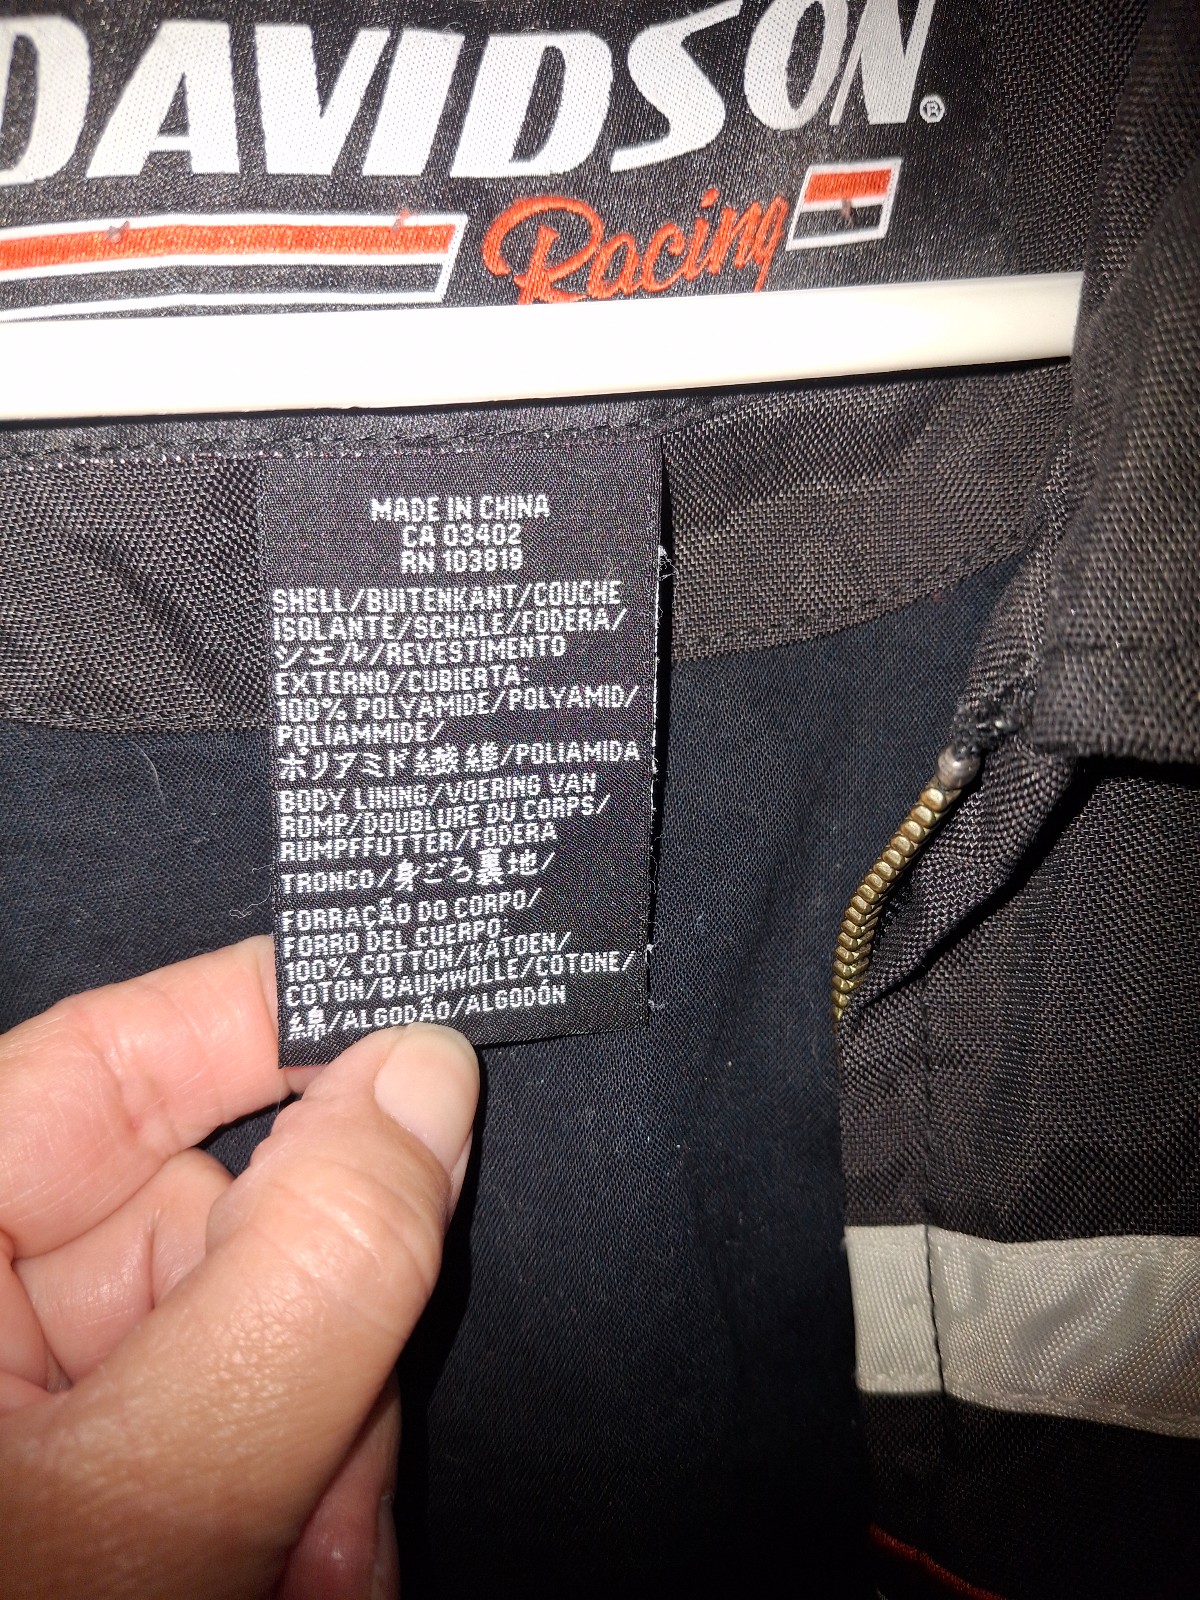 DAVIDSON®
Racing
MADE IN CHINA
CA 03402
RN 103819
SHELL/BUITENKANT/COUCHE
ISOLANTE/SCHALE/FODERA/
シエル/REVESTIMENTO
EXTERNO/CUBIERTA:
100% POLYAMIDE/POLYAMID/
POLIAMMIDE/
ポリアミド繊維/POLIAMIDA
BODY LINING/VOERING VAN
ROMP/DOUBLURE DU CORPS/
RUMPFFUTTER/FODERA
TRONCO/身ごろ裏地/
FORRAÇÃO DO CORPO/
FORRO DEL CUERPO:
100% COTTON/KATOEN/
COTON/BAUMWOLLE/COTONE/
綿/ALGODÃO/ALGODÓN